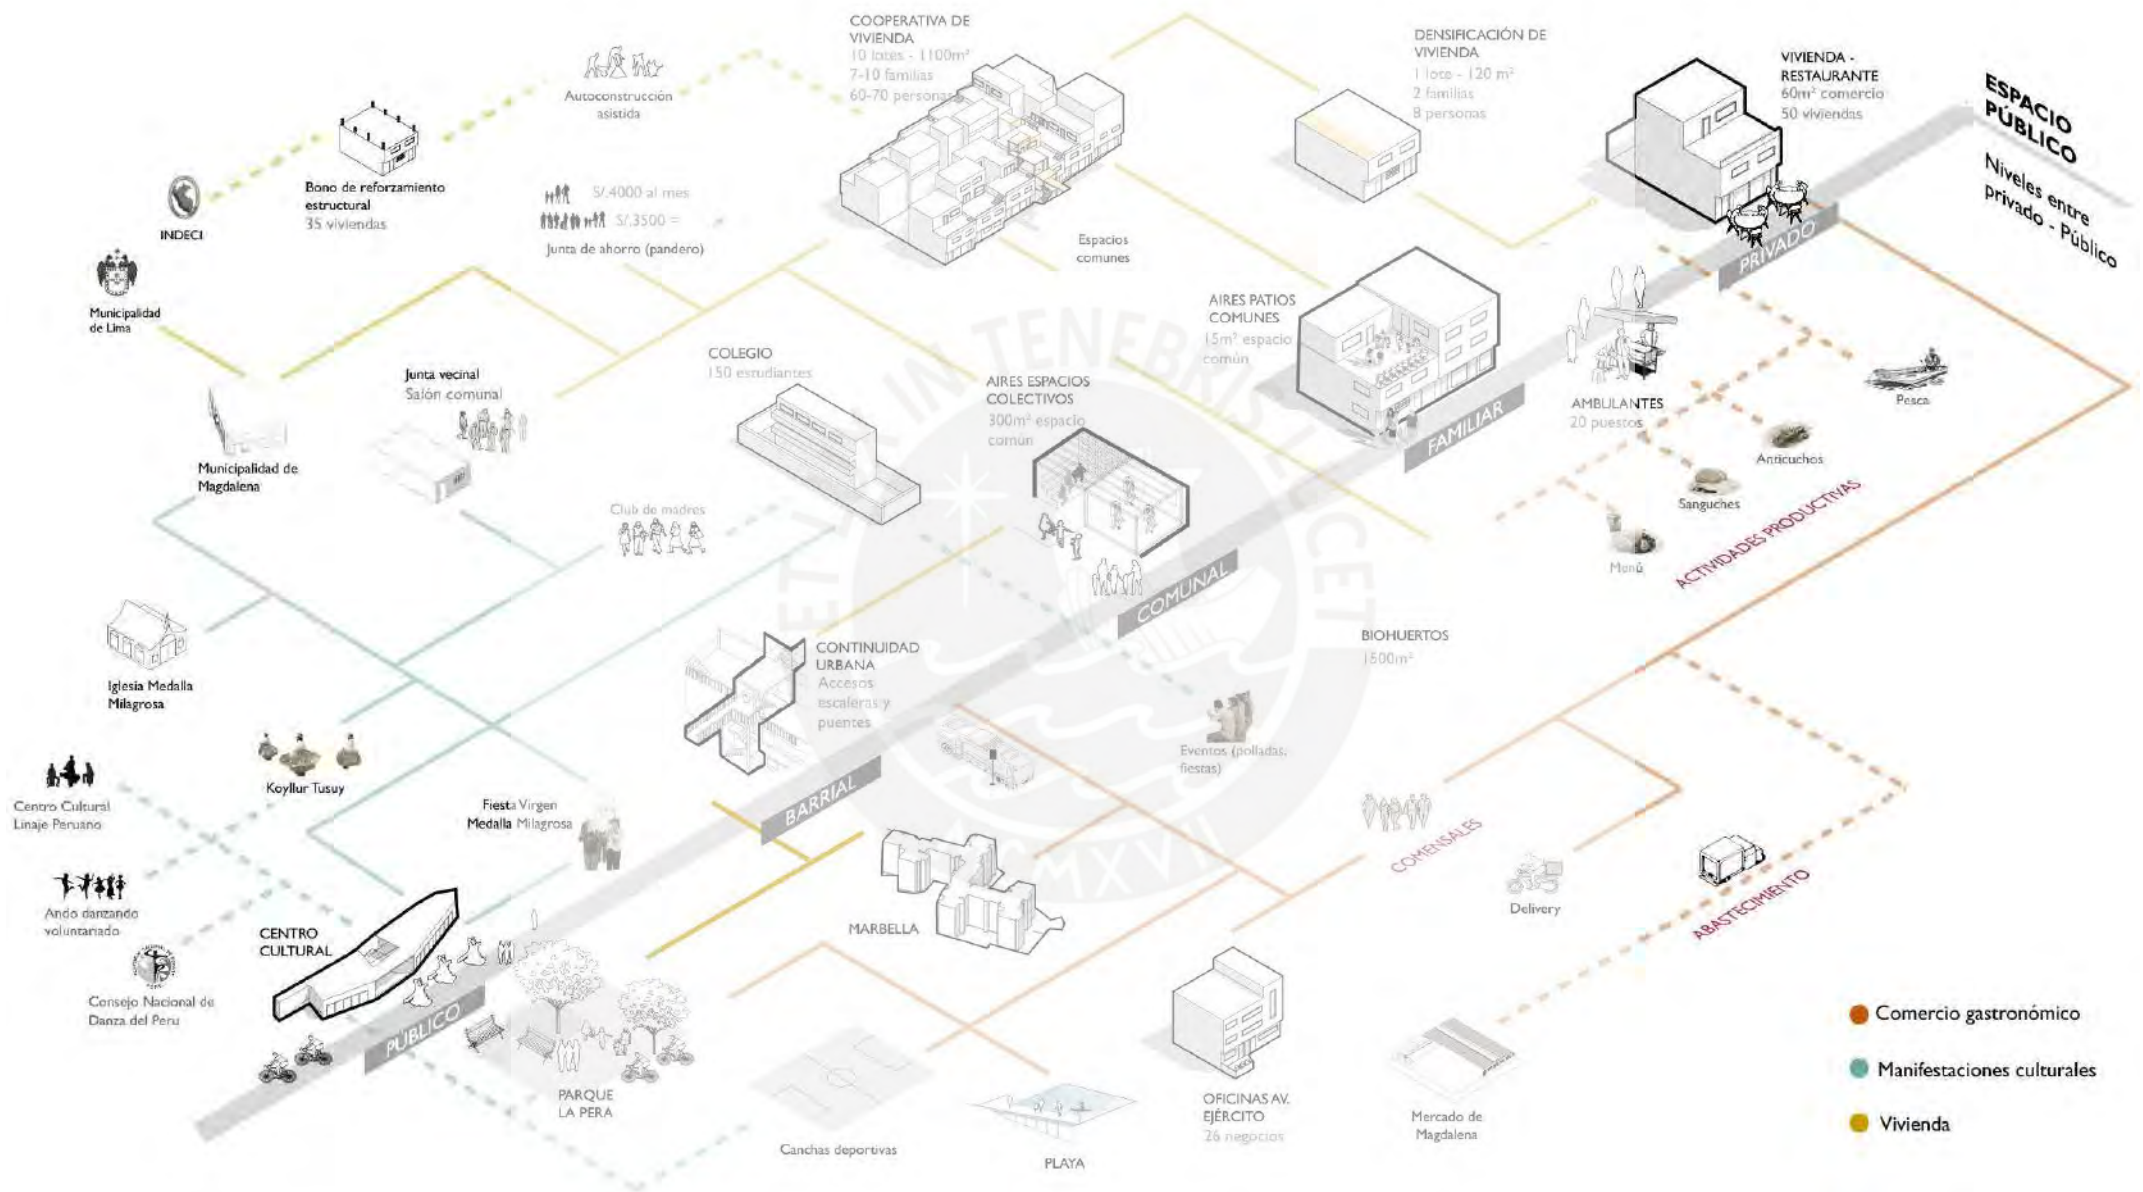 COOPERATIVA DE
VIVIENDA
10 lotes - 1100m²
7-10 familias
60-70 personas
DENSIFICACIÓN DE
VIVIENDA
1 lote - 120 m²
2 familias
8 personas
VIVIENDA -
RESTAURANTE
60m² comercio
50 viviendas
ESPACIO
PÚBLICO
Niveles entre
privado - Público
Autoconstrucción
asistida
Bono de reforzamiento
estructural
35 viviendas
INDECI
S/.4000 al mes
S/.3500 =
Junta de ahorro (pandero)
Espacios
comunes
PRIVADO
Municipalidad
de Lima
AIRES PATIOS
COMUNES
15m² espacio
común
COLEGIO
150 estudiantes
Junta vecinal
Salón comunal
AIRES ESPACIOS
COLECTIVOS
300m² espacio
común
FAMILIAR
AMBULANTES
20 puestos
Pesca
Anticuchos
Sanguches
Menú
ACTIVIDADES PRODUCTIVAS
Municipalidad de
Magdalena
Club de madres
COMUNAL
ET LUX IN TENEBRIS LUCET
MCMXVII
Iglesia Medalla
Milagrosa
CONTINUIDAD
URBANA
Accesos
escaleras y
puentes
BIOHUERTOS
1500m²
Eventos (polladas,
fiestas)
Koyllur Tusuy
Centro Cultural
Linaje Peruano
Fiesta Virgen
Medalla Milagrosa
BARRIAL
COMENSALES
MARBELLA
Delivery
ABASTECIMIENTO
Ando danzando
voluntariado
CENTRO
CULTURAL
Consejo Nacional de
Danza del Peru
PÚBLICO
PARQUE
LA PERA
Canchas deportivas
PLAYA
OFICINAS AV.
EJÉRCITO
26 negocios
Mercado de
Magdalena
Comercio gastronómico
Manifestaciones culturales
Vivienda